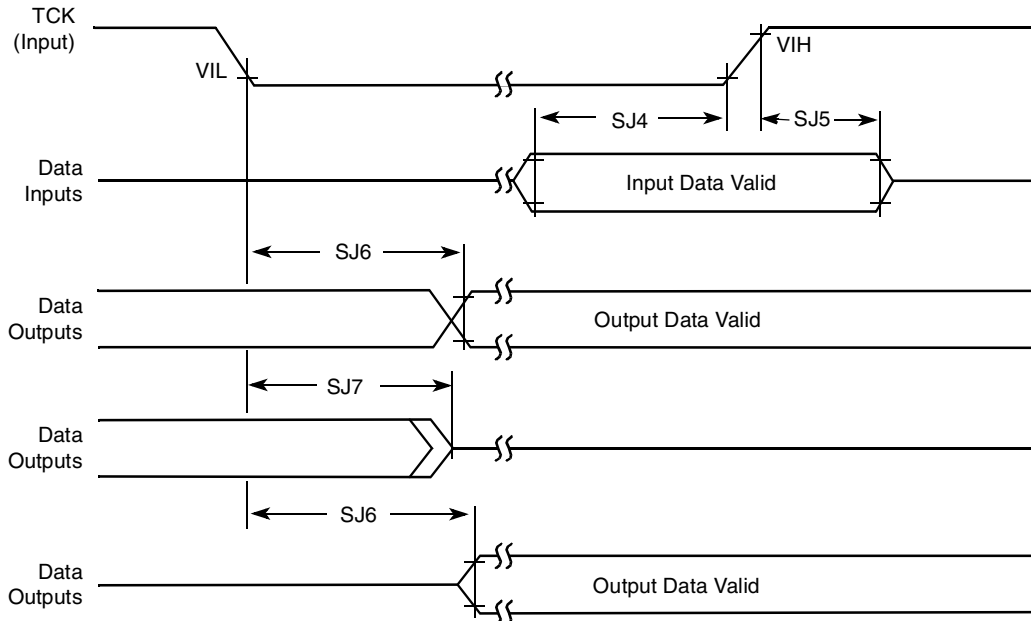 TCK
(Input)
VIL
VIH
SJ4
SJ5
Data
Inputs
Input Data Valid
SJ6
Data
Outputs
Output Data Valid
SJ7
Data
Outputs
SJ6
Data
Outputs
Output Data Valid